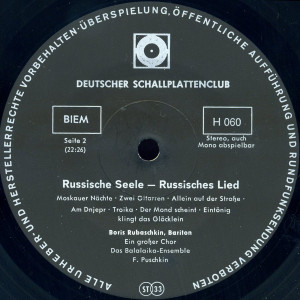 ALLE URHEBER- UND HERSTELLERRECHTE VORBEHALTEN · ÜBERSPIELUNG, ÖFFENTLICHE AUFFÜHRUNG UND RUNDFUNKSENDUNG VERBOTEN
DEUTSCHER SCHALLPLATTENCLUB
BIEM
H 060
Seite 2
(22:26)
Stereo, auch
Mono abspielbar
Russische Seele – Russisches Lied
Moskauer Nächte · Zwei Gitarren · Allein auf der Straße ·
Am Dnjepr · Troika · Der Mond scheint · Eintönig
klingt das Glöcklein
Boris Rubaschkin, Bariton
Ein großer Chor
Das Balalaika-Ensemble
F. Puschkin
ST 33